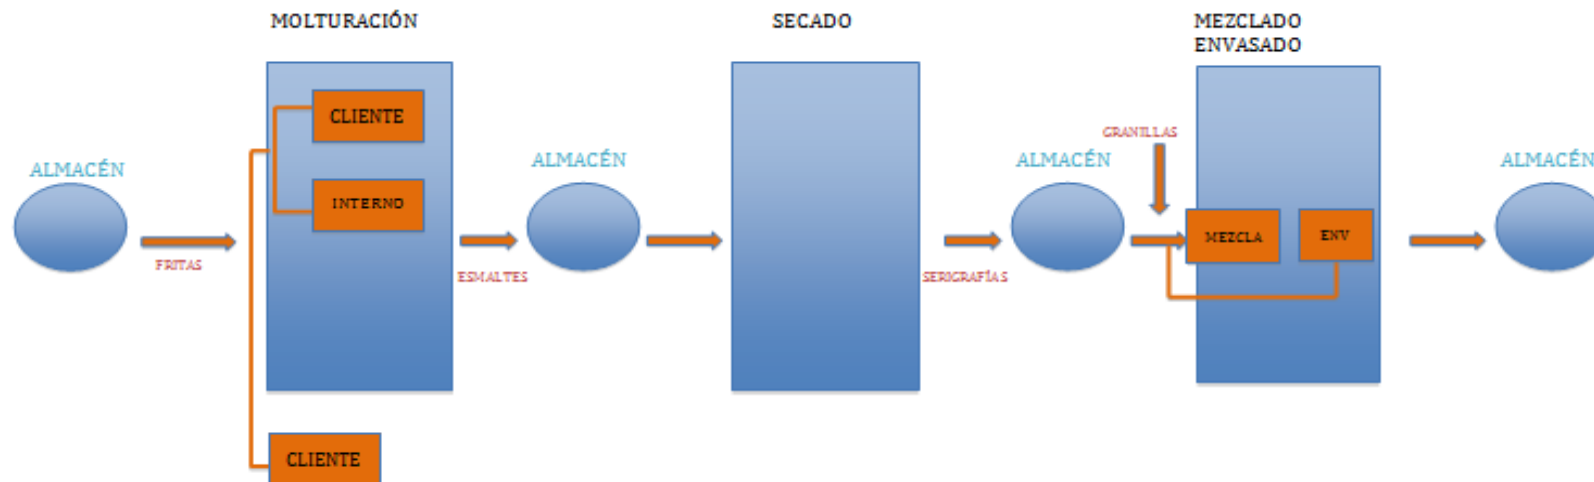 MOLTURACIÓN
SECADO
MEZCLADO
ENVASADO
CLIENTE
INTERNO
ALMACÉN
FRITAS
ESMALTES
ALMACÉN
SERIGRAFÍAS
ALMACÉN
GRANILLAS
MEZCLA
ENV
ALMACÉN
CLIENTE